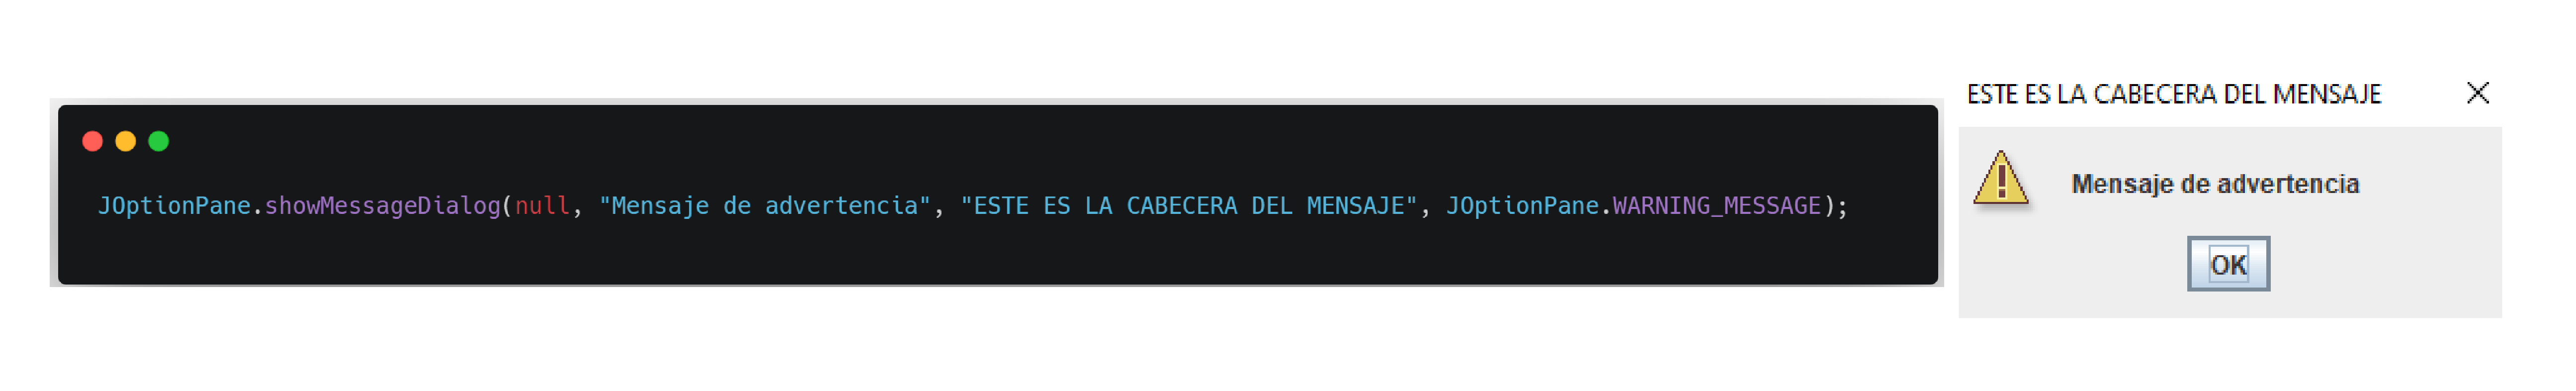 JOptionPane.showMessageDialog(null, "Mensaje de advertencia", "ESTE ES LA CABECERA DEL MENSAJE", JOptionPane.WARNING_MESSAGE);
ESTE ES LA CABECERA DEL MENSAJE
Mensaje de advertencia
OK